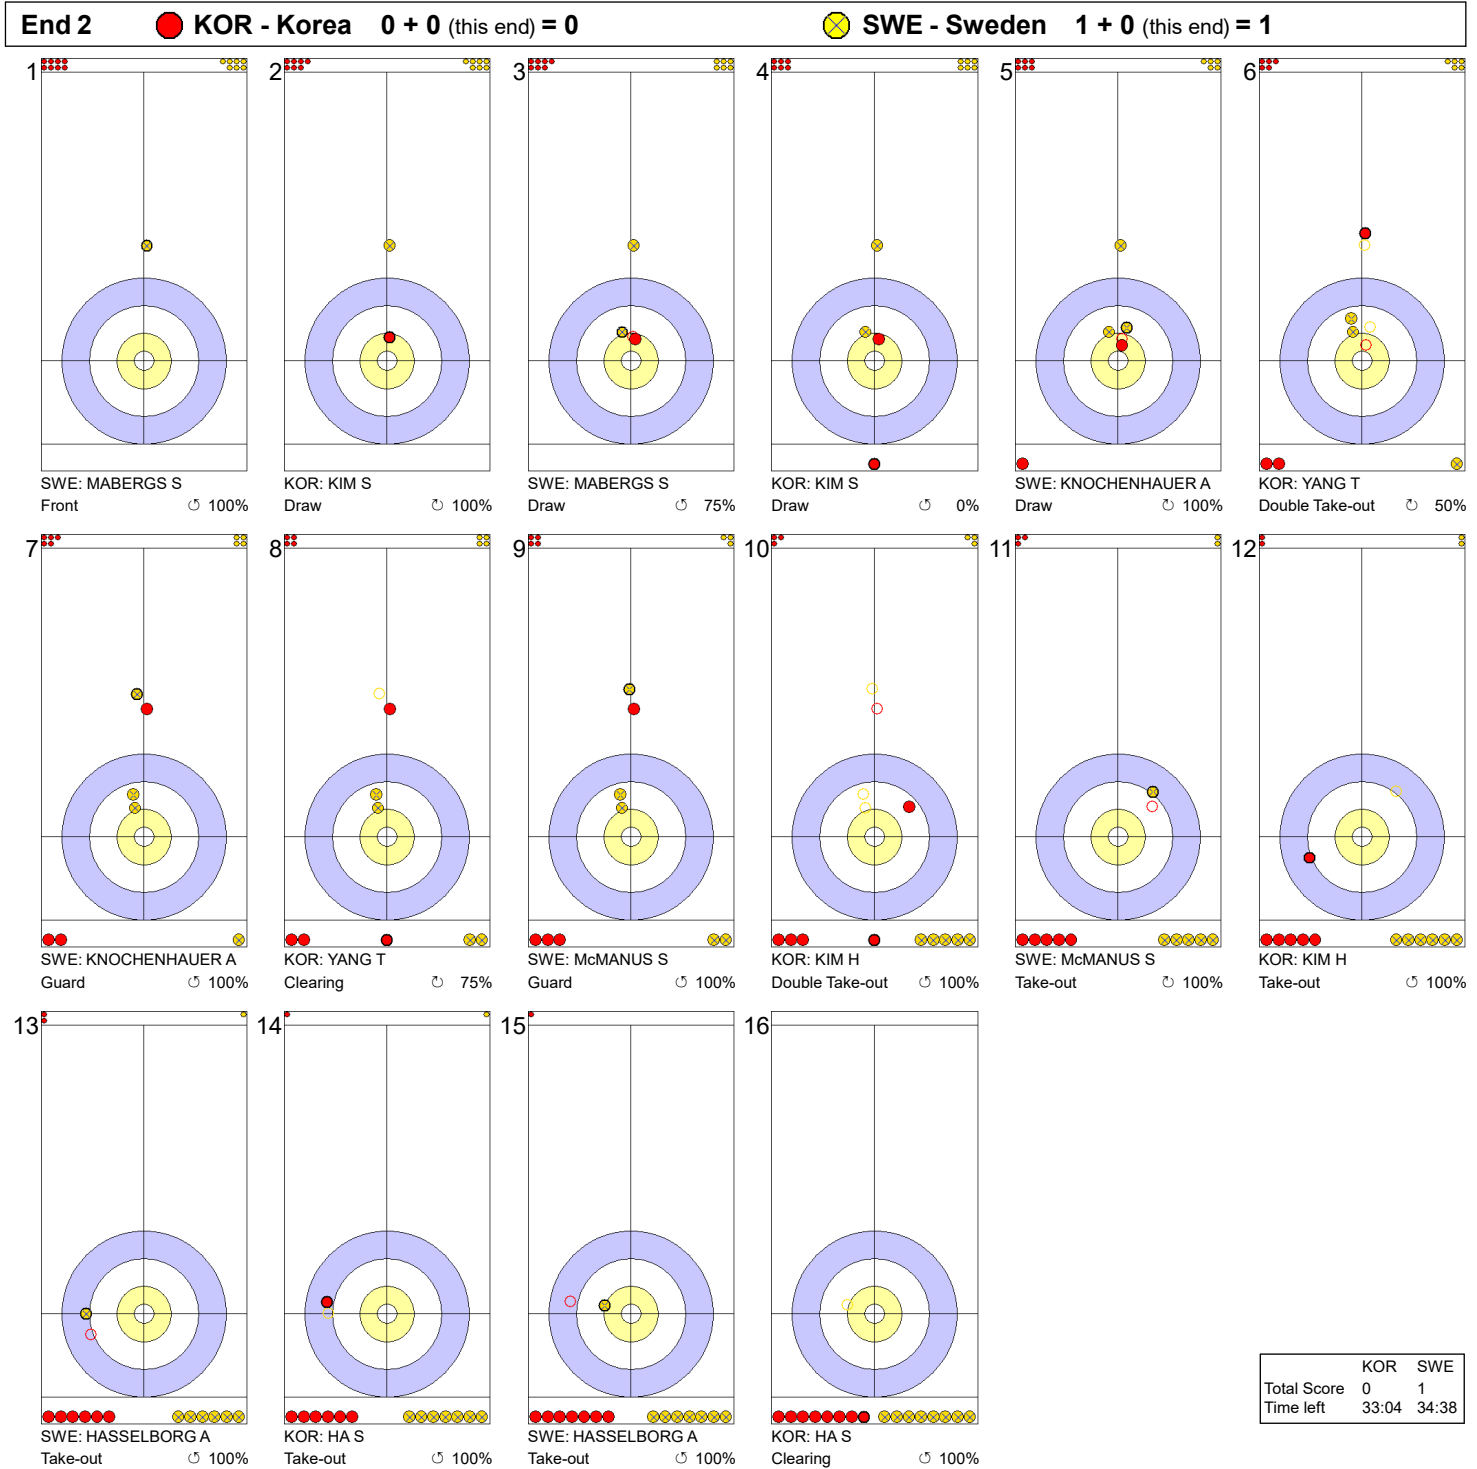 End 2 KOR - Korea 0 + 0 (this end) = 0 SWE - Sweden 1 + 0 (this end) = 1
1 2 3 4 5 6
SWE: MABERGS S KOR: KIM S SWE: MABERGS S KOR: KIM S SWE: KNOCHENHAUER A KOR: YANG T
Front ↺ 100% Draw ↻ 100% Draw ↺ 75% Draw ↺ 0% Draw ↻ 100% Double Take-out ↻ 50%
7 8 9 10 11 12
SWE: KNOCHENHAUER A KOR: YANG T SWE: McMANUS S KOR: KIM H SWE: McMANUS S KOR: KIM H
Guard ↺ 100% Clearing ↻ 75% Guard ↺ 100% Double Take-out ↺ 100% Take-out ↻ 100% Take-out ↺ 100%
13 14 15 16
SWE: HASSELBORG A KOR: HA S SWE: HASSELBORG A KOR: HA S
Take-out ↺ 100% Take-out ↺ 100% Take-out ↺ 100% Clearing ↺ 100%
KOR SWE
Total Score 0 1
Time left 33:04 34:38